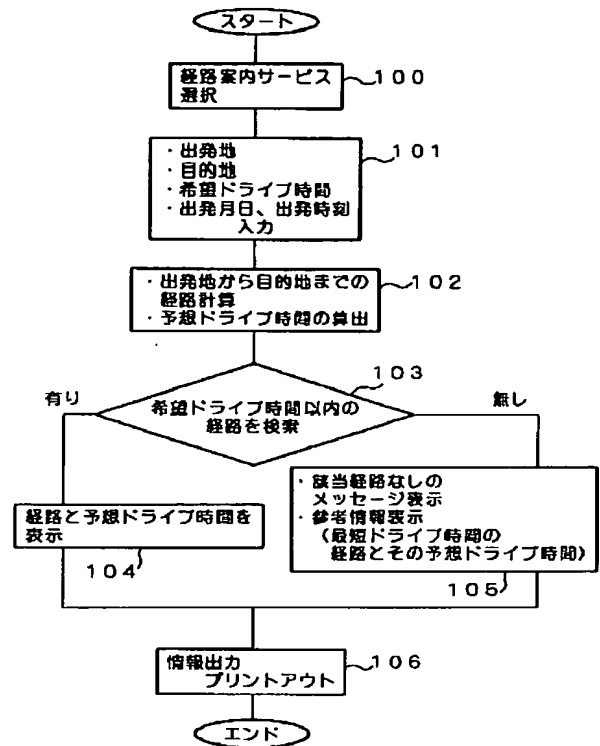 スタート
経路案内サービス
選択
100
・出発地
・目的地
・希望ドライブ時間
・出発月日、出発時刻
入力
101
・出発地から目的地までの
経路計算
・予想ドライブ時間の算出
102
103
希望ドライブ時間以内の
経路を検索
有り
無し
経路と予想ドライブ時間を
表示
104
・該当経路なしの
メッセージ表示
・参考情報表示
(最短ドライブ時間の
経路とその予想ドライブ時間)
105
情報出力
プリントアウト
106
エンド